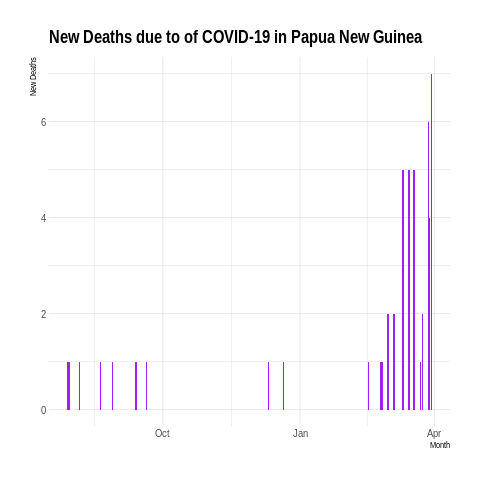 New Deaths due to of COVID-19 in Papua New Guinea
New Deaths
6
4
2
0
Oct
Jan
Apr
Month